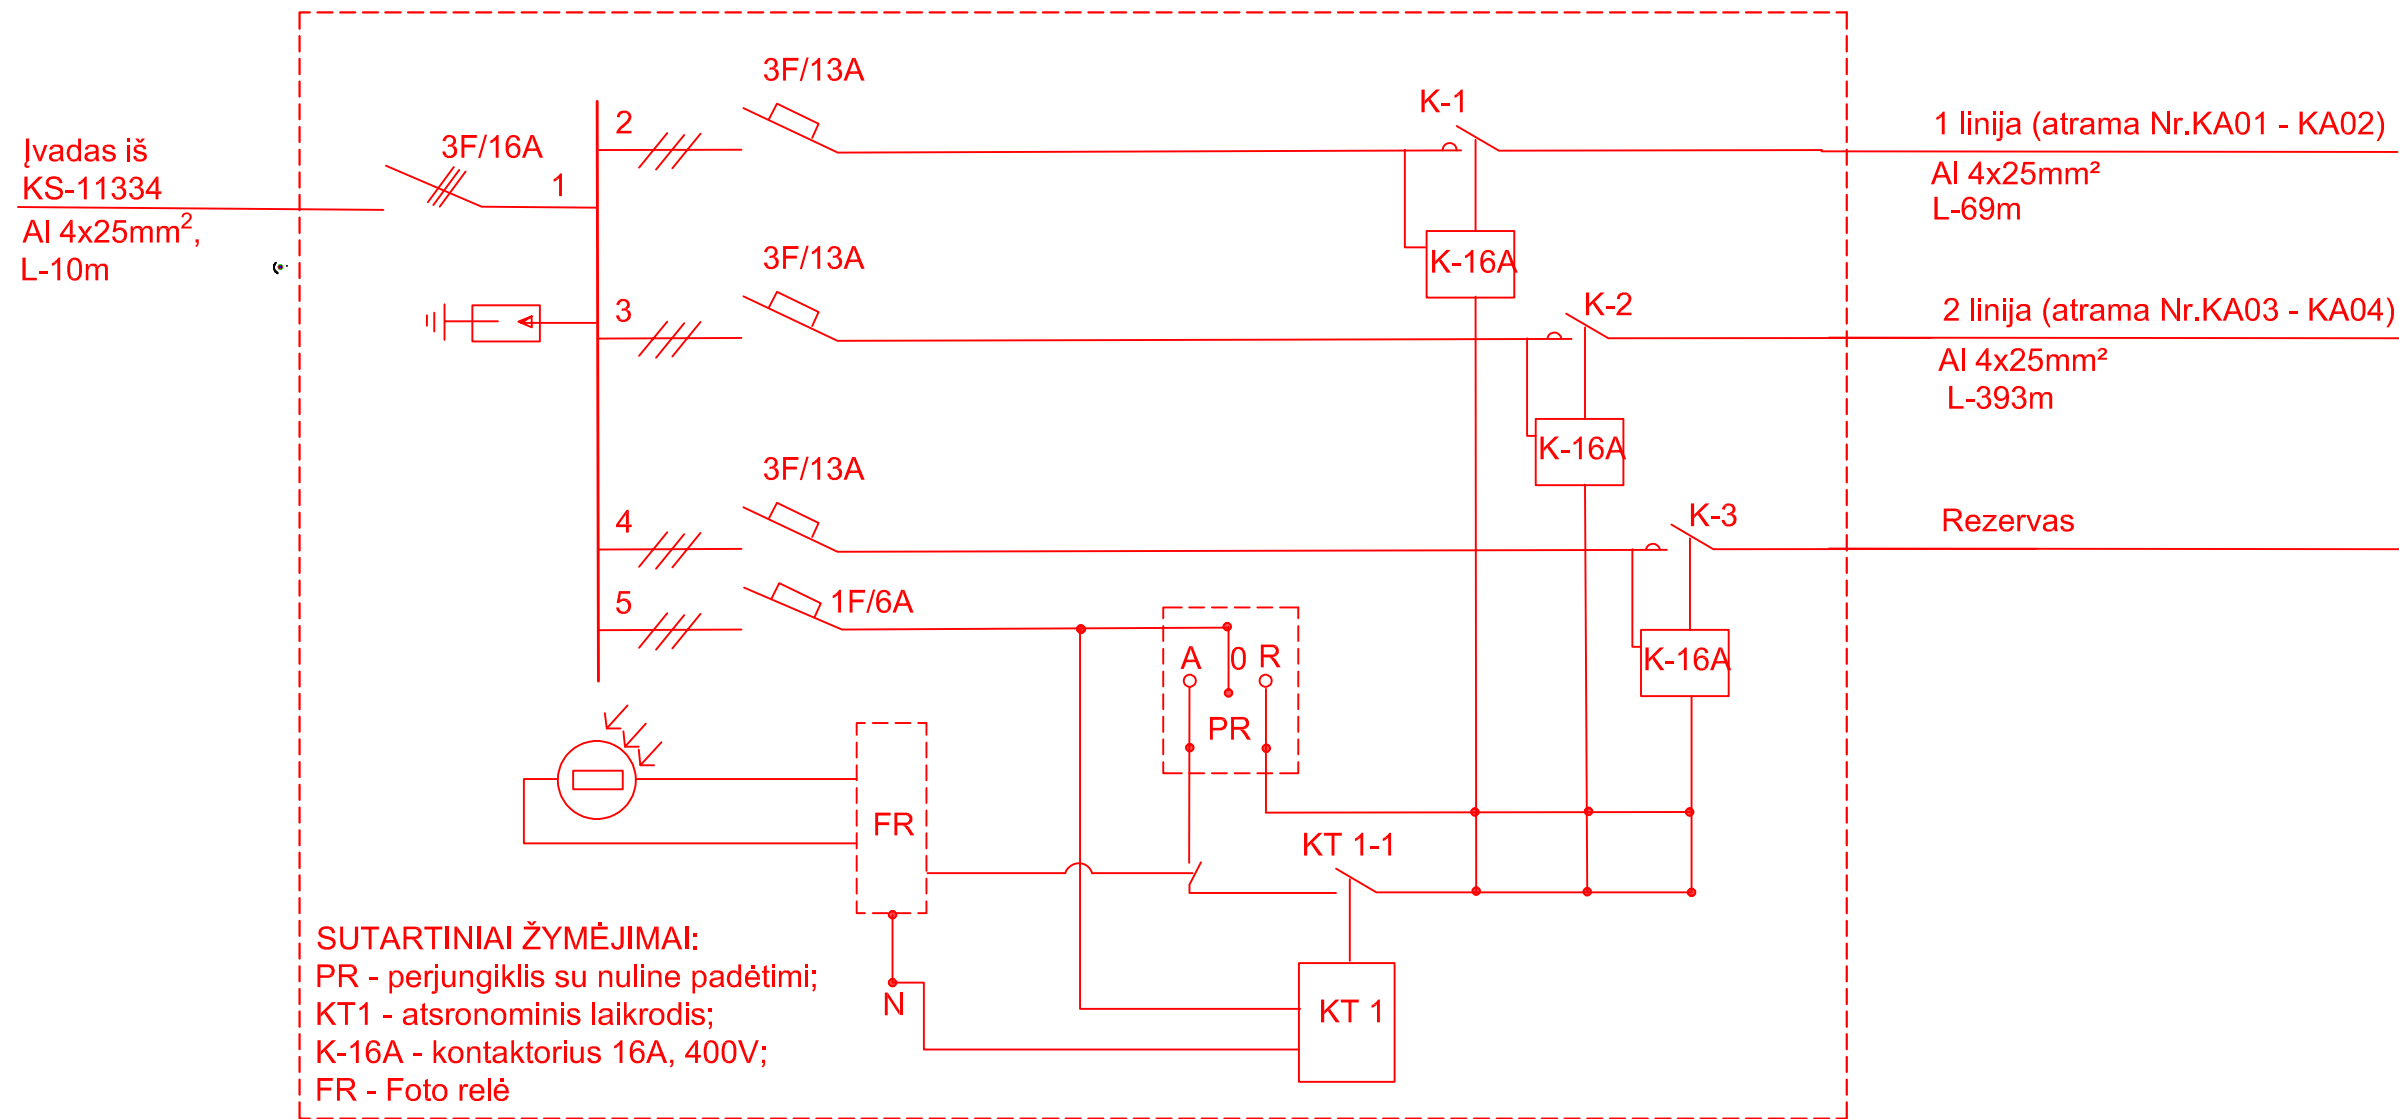 Įvadas iš
KS-11334
Al 4x25mm²,
L-10m
3F/16A
1
2
3F/13A
K-1
K-16A
1 linija (atrama Nr.KA01 - KA02)
Al 4x25mm²
L-69m
3
3F/13A
K-2
K-16A
2 linija (atrama Nr.KA03 - KA04)
Al 4x25mm²
L-393m
4
3F/13A
K-3
K-16A
Rezervas
5
1F/6A
A 0 R
PR
FR
KT 1-1
N
KT 1
SUTARTINIAI ŽYMĖJIMAI:
PR - perjungiklis su nuline padėtimi;
KT1 - atsronominis laikrodis;
K-16A - kontaktorius 16A, 400V;
FR - Foto relė